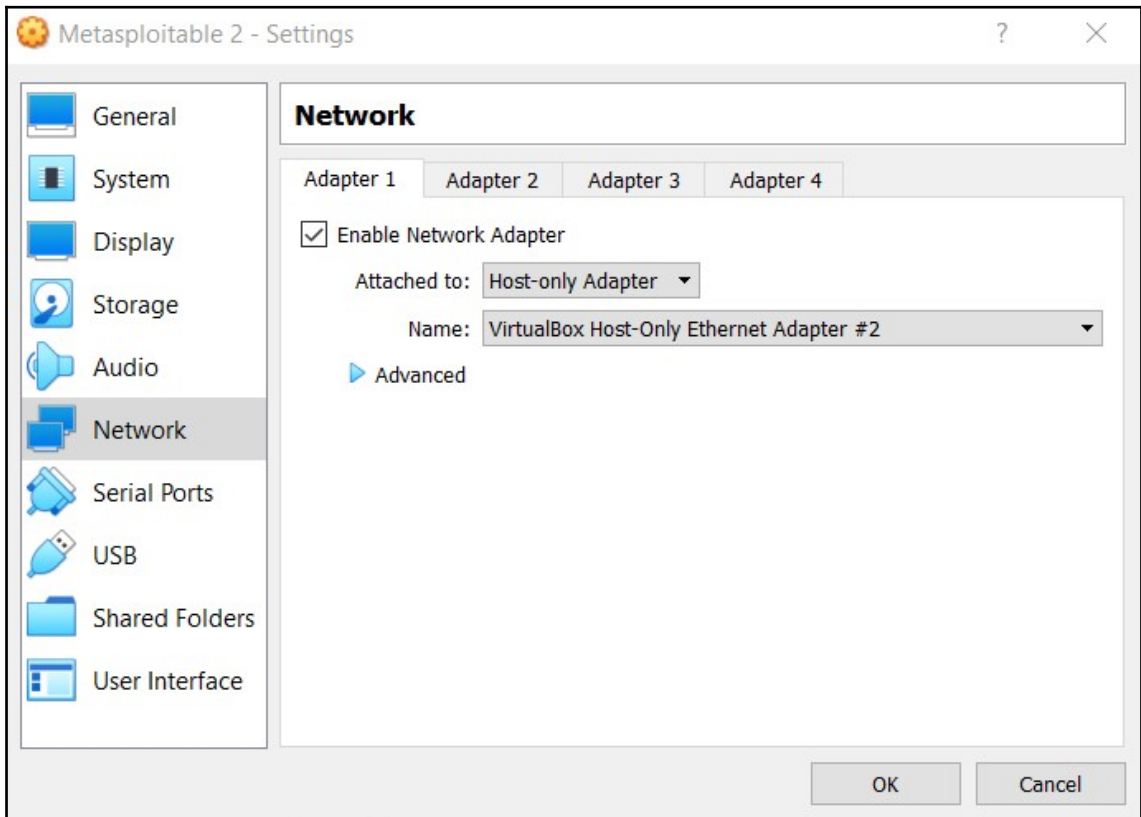 Metasploitable 2 - Settings ? ×
General
System
Display
Storage
Audio
Network
Serial Ports
USB
Shared Folders
User Interface
Network
Adapter 1 Adapter 2 Adapter 3 Adapter 4
Enable Network Adapter
Attached to: Host-only Adapter
Name: VirtualBox Host-Only Ethernet Adapter #2
Advanced
OK Cancel